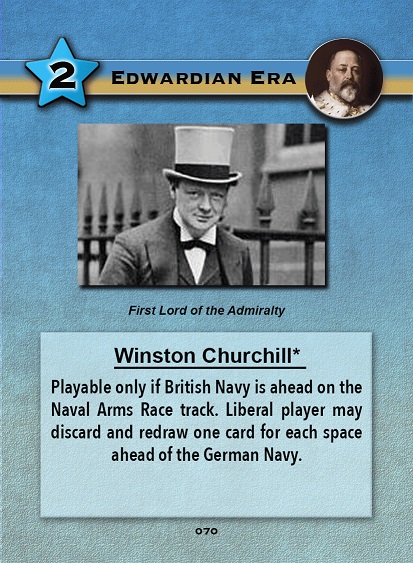 2
EDWARDIAN ERA
First Lord of the Admiralty
Winston Churchill*
Playable only if British Navy is ahead on the
Naval Arms Race track. Liberal player may
discard and redraw one card for each space
ahead of the German Navy.
070